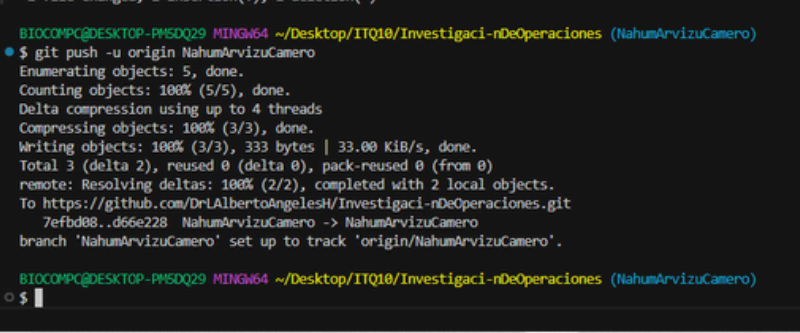 BIOCOMPC@DESKTOP-PM5DQ29 MINGW64 ~/Desktop/ITQ10/Investigaci-nDeOperaciones (NahumArvizuCamero)
$ git push -u origin NahumArvizuCamero
Enumerating objects: 5, done.
Counting objects: 100% (5/5), done.
Delta compression using up to 4 threads
Compressing objects: 100% (3/3), done.
Writing objects: 100% (3/3), 333 bytes | 33.00 KiB/s, done.
Total 3 (delta 2), reused 0 (delta 0), pack-reused 0 (from 0)
remote: Resolving deltas: 100% (2/2), completed with 2 local objects.
To https://github.com/DrLAlbertoAngelesH/Investigaci-nDeOperaciones.git
   7efbd08..d66e228  NahumArvizuCamero -> NahumArvizuCamero
branch 'NahumArvizuCamero' set up to track 'origin/NahumArvizuCamero'.
BIOCOMPC@DESKTOP-PM5DQ29 MINGW64 ~/Desktop/ITQ10/Investigaci-nDeOperaciones (NahumArvizuCamero)
$